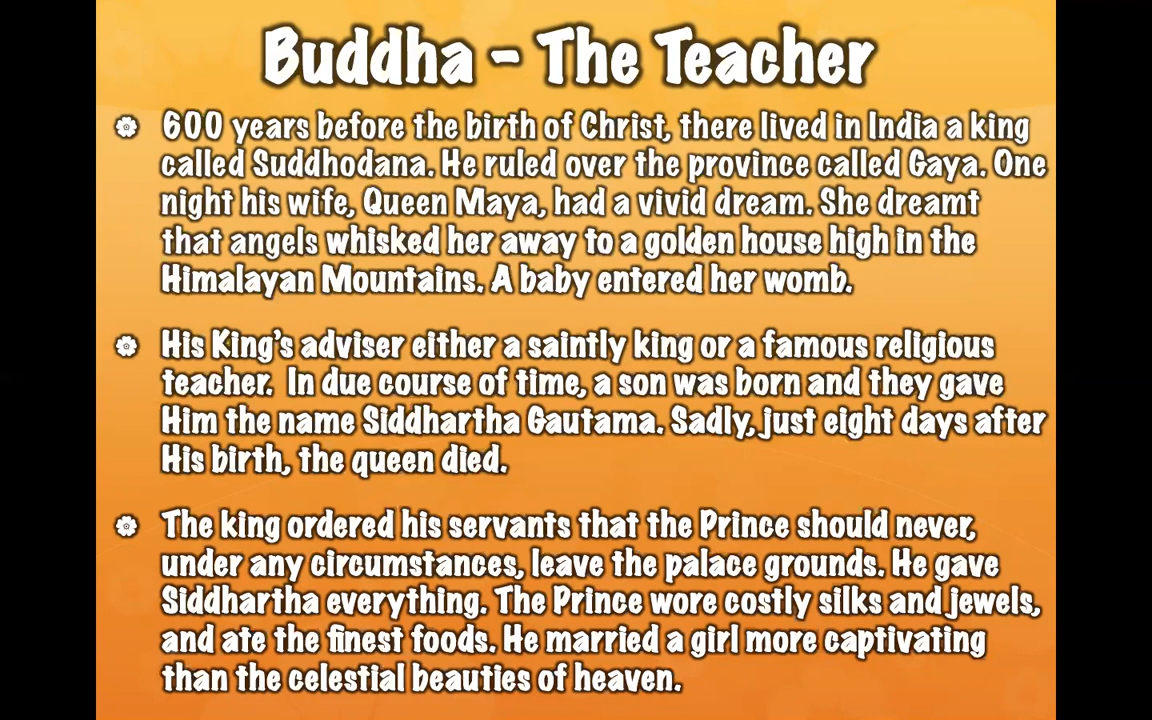 Buddha - The Teacher
600 years before the birth of Christ, there lived in India a king
called Suddhodana. He ruled over the province called Gaya. One
night his wife, Queen Maya, had a vivid dream. She dreamt
that angels whisked her away to a golden house high in the
Himalayan Mountains. A baby entered her womb.
His King's adviser either a saintly king or a famous religious
teacher. In due course of time, a son was born and they gave
Him the name Siddhartha Gautama. Sadly, just eight days after
His birth, the queen died.
The king ordered his servants that the Prince should never,
under any circumstances, leave the palace grounds. He gave
Siddhartha everything. The Prince wore costly silks and jewels,
and ate the finest foods. He married a girl more captivating
than the celestial beauties of heaven.